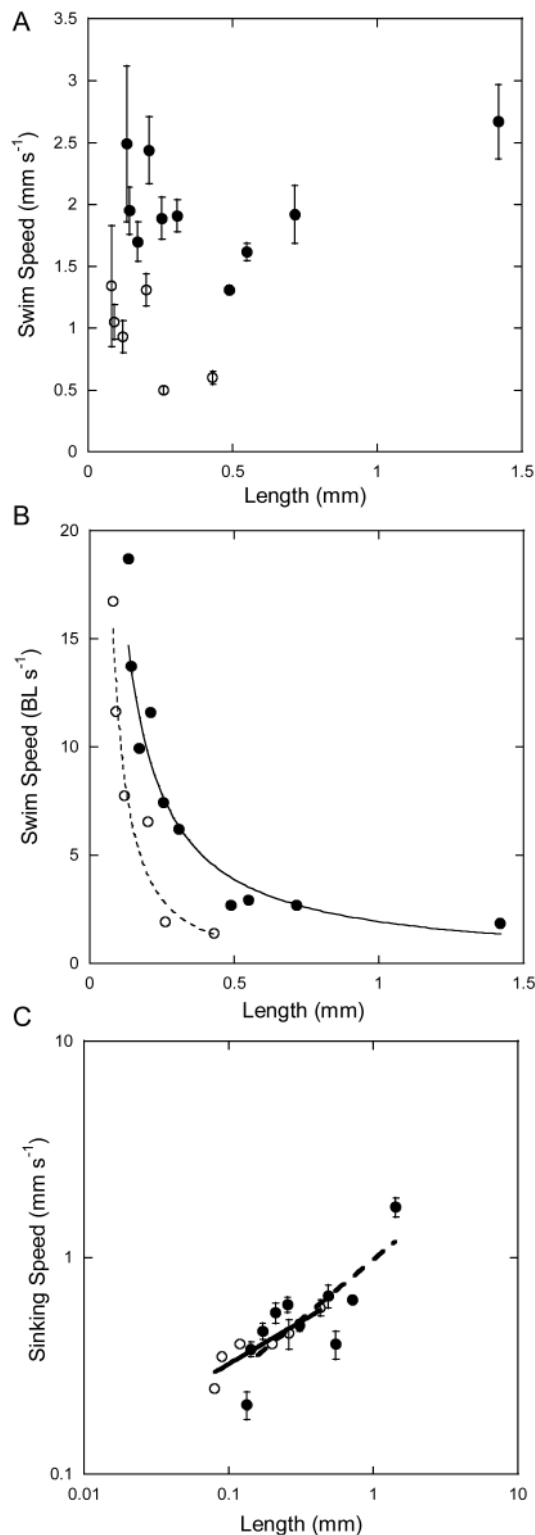 A
3.5
3
2.5
2
1.5
1
0.5
0
Swim Speed (mm s⁻¹)
0 0.5 1 1.5
Length (mm)
B
20
15
10
5
0
Swim Speed (BL s⁻¹)
0 0.5 1 1.5
Length (mm)
C
10
1
0.1
Sinking Speed (mm s⁻¹)
0.01 0.1 1 10
Length (mm)